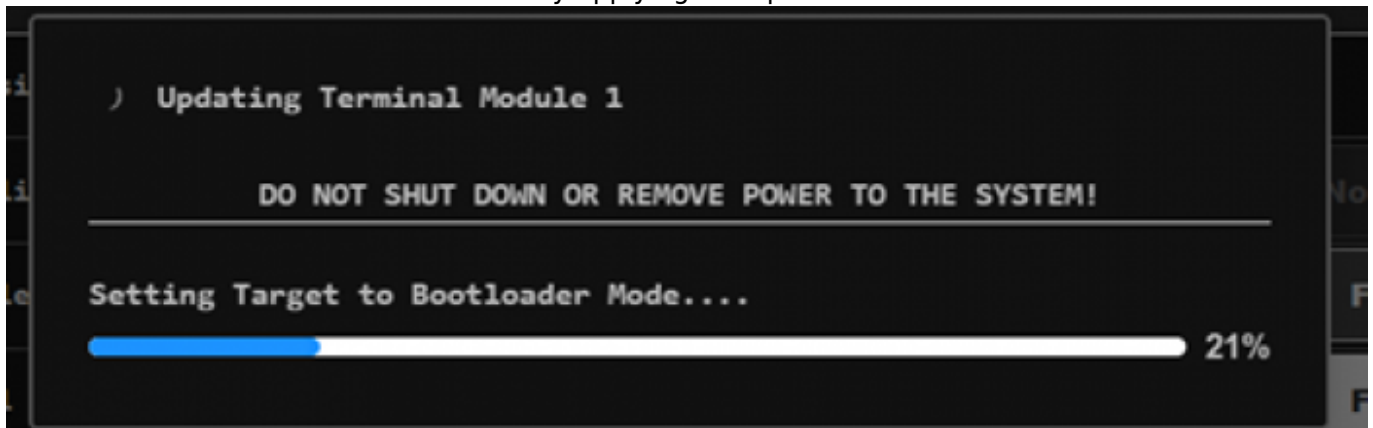 ) Updating Terminal Module 1
DO NOT SHUT DOWN OR REMOVE POWER TO THE SYSTEM!
Setting Target to Bootloader Mode....
21%